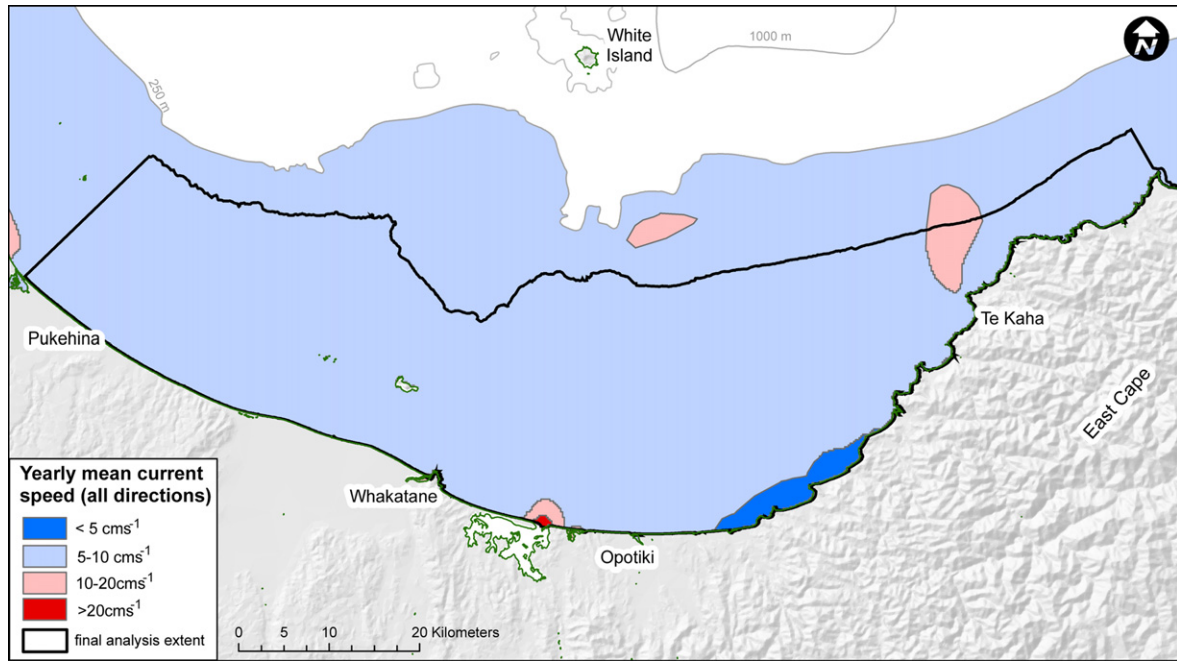 White
Island
1000 m
N
250 m
Pukehina
Te Kaha
East Cape
Whakatane
Opotiki
Yearly mean current
speed (all directions)
< 5 cms⁻¹
5-10 cms⁻¹
10-20cms⁻¹
>20cms⁻¹
final analysis extent
0 5 10 20 Kilometers